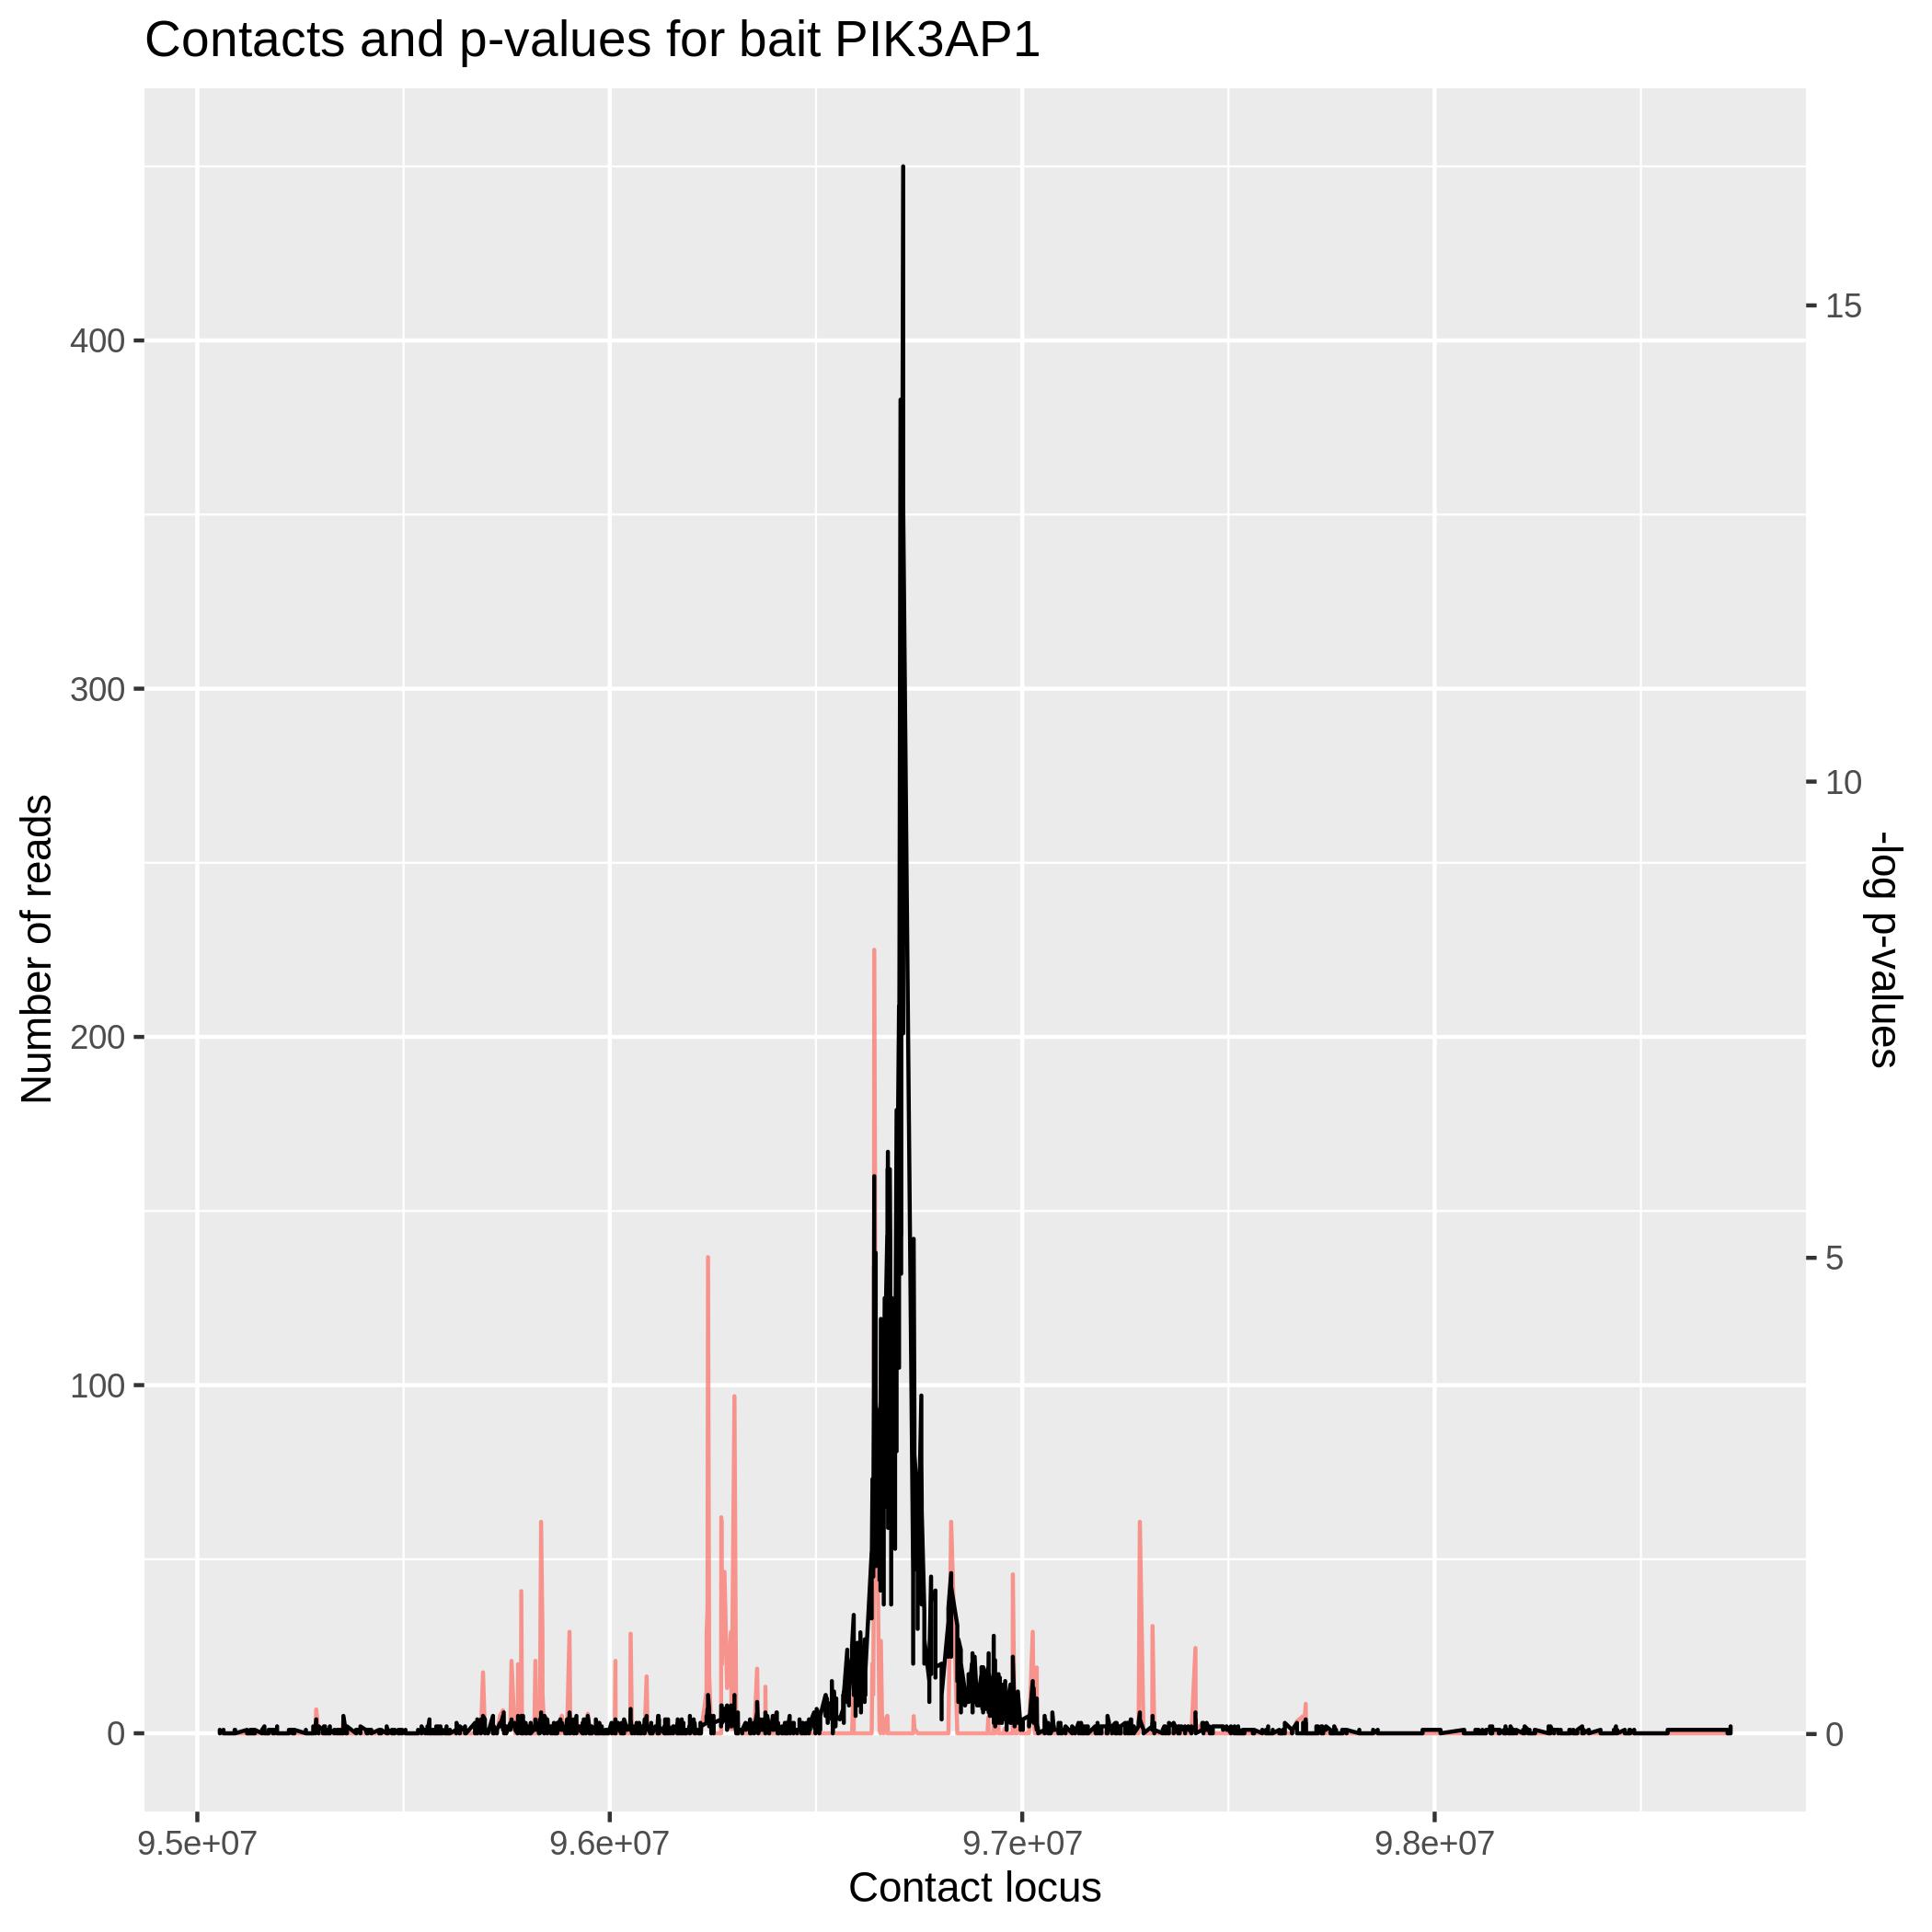 Contacts and p-values for bait PIK3AP1
400
300
200
100
0
Number of reads
15
10
5
0
-log p-values
9.5e+07
9.6e+07
9.7e+07
9.8e+07
Contact locus